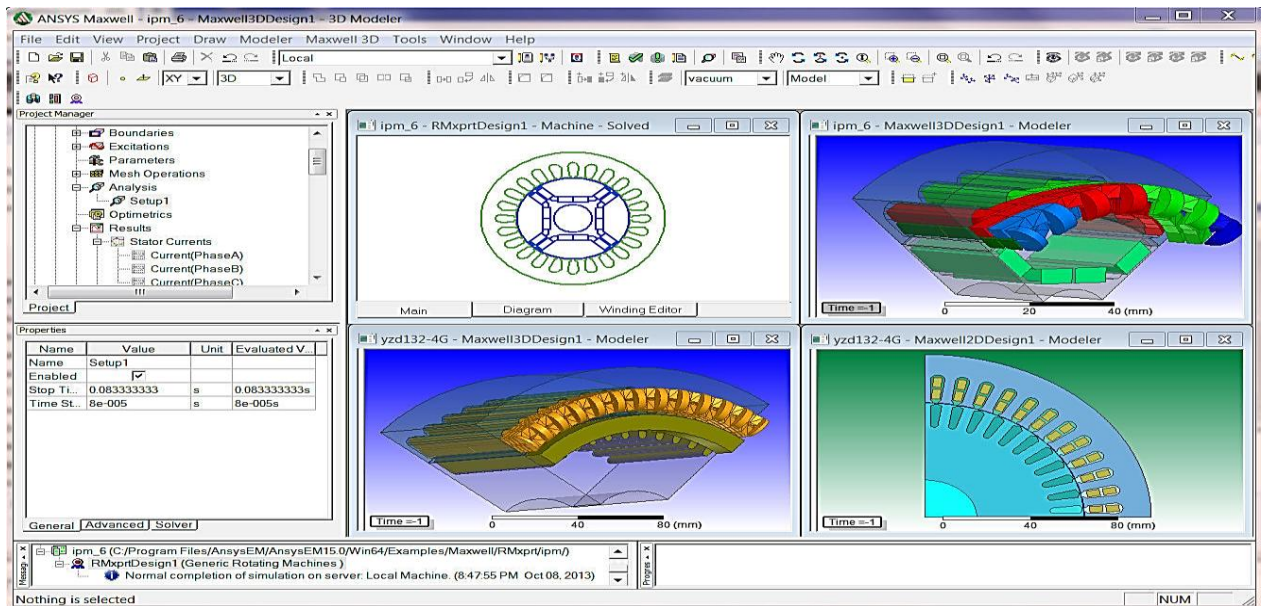 ANSYS Maxwell - ipm_6 - Maxwell3DDesign1 - 3D Modeler
File Edit View Project Draw Modeler Maxwell 3D Tools Window Help
Local
XY 3D vacuum Model
Project Manager
Boundaries
Excitations
Parameters
Mesh Operations
Analysis
Setup1
Optimetrics
Results
Stator Currents
Current(PhaseA)
Current(PhaseB)
Current(PhaseC)
Project
ipm_6 - RMxprtDesign1 - Machine - Solved
Main Diagram Winding Editor
ipm_6 - Maxwell3DDesign1 - Modeler
Time =-1
0 20 40 (mm)
Properties
Name Value Unit Evaluated V...
Name Setup1
Enabled
Stop Ti... 0.083333333 s 0.083333333s
Time St... 8e-005 s 8e-005s
General Advanced Solver
yzd132-4G - Maxwell3DDesign1 - Modeler
Time =-1
0 40 80 (mm)
yzd132-4G - Maxwell2DDesign1 - Modeler
Time =-1
0 40 80 (mm)
ipm_6 (C:/Program Files/AnsysEM/AnsysEM15.0/Win64/Examples/Maxwell/RMxprt/ipm/)
RMxprtDesign1 (Generic Rotating Machines )
Normal completion of simulation on server: Local Machine. (8:47:55 PM Oct 08, 2013)
Nothing is selected
NUM